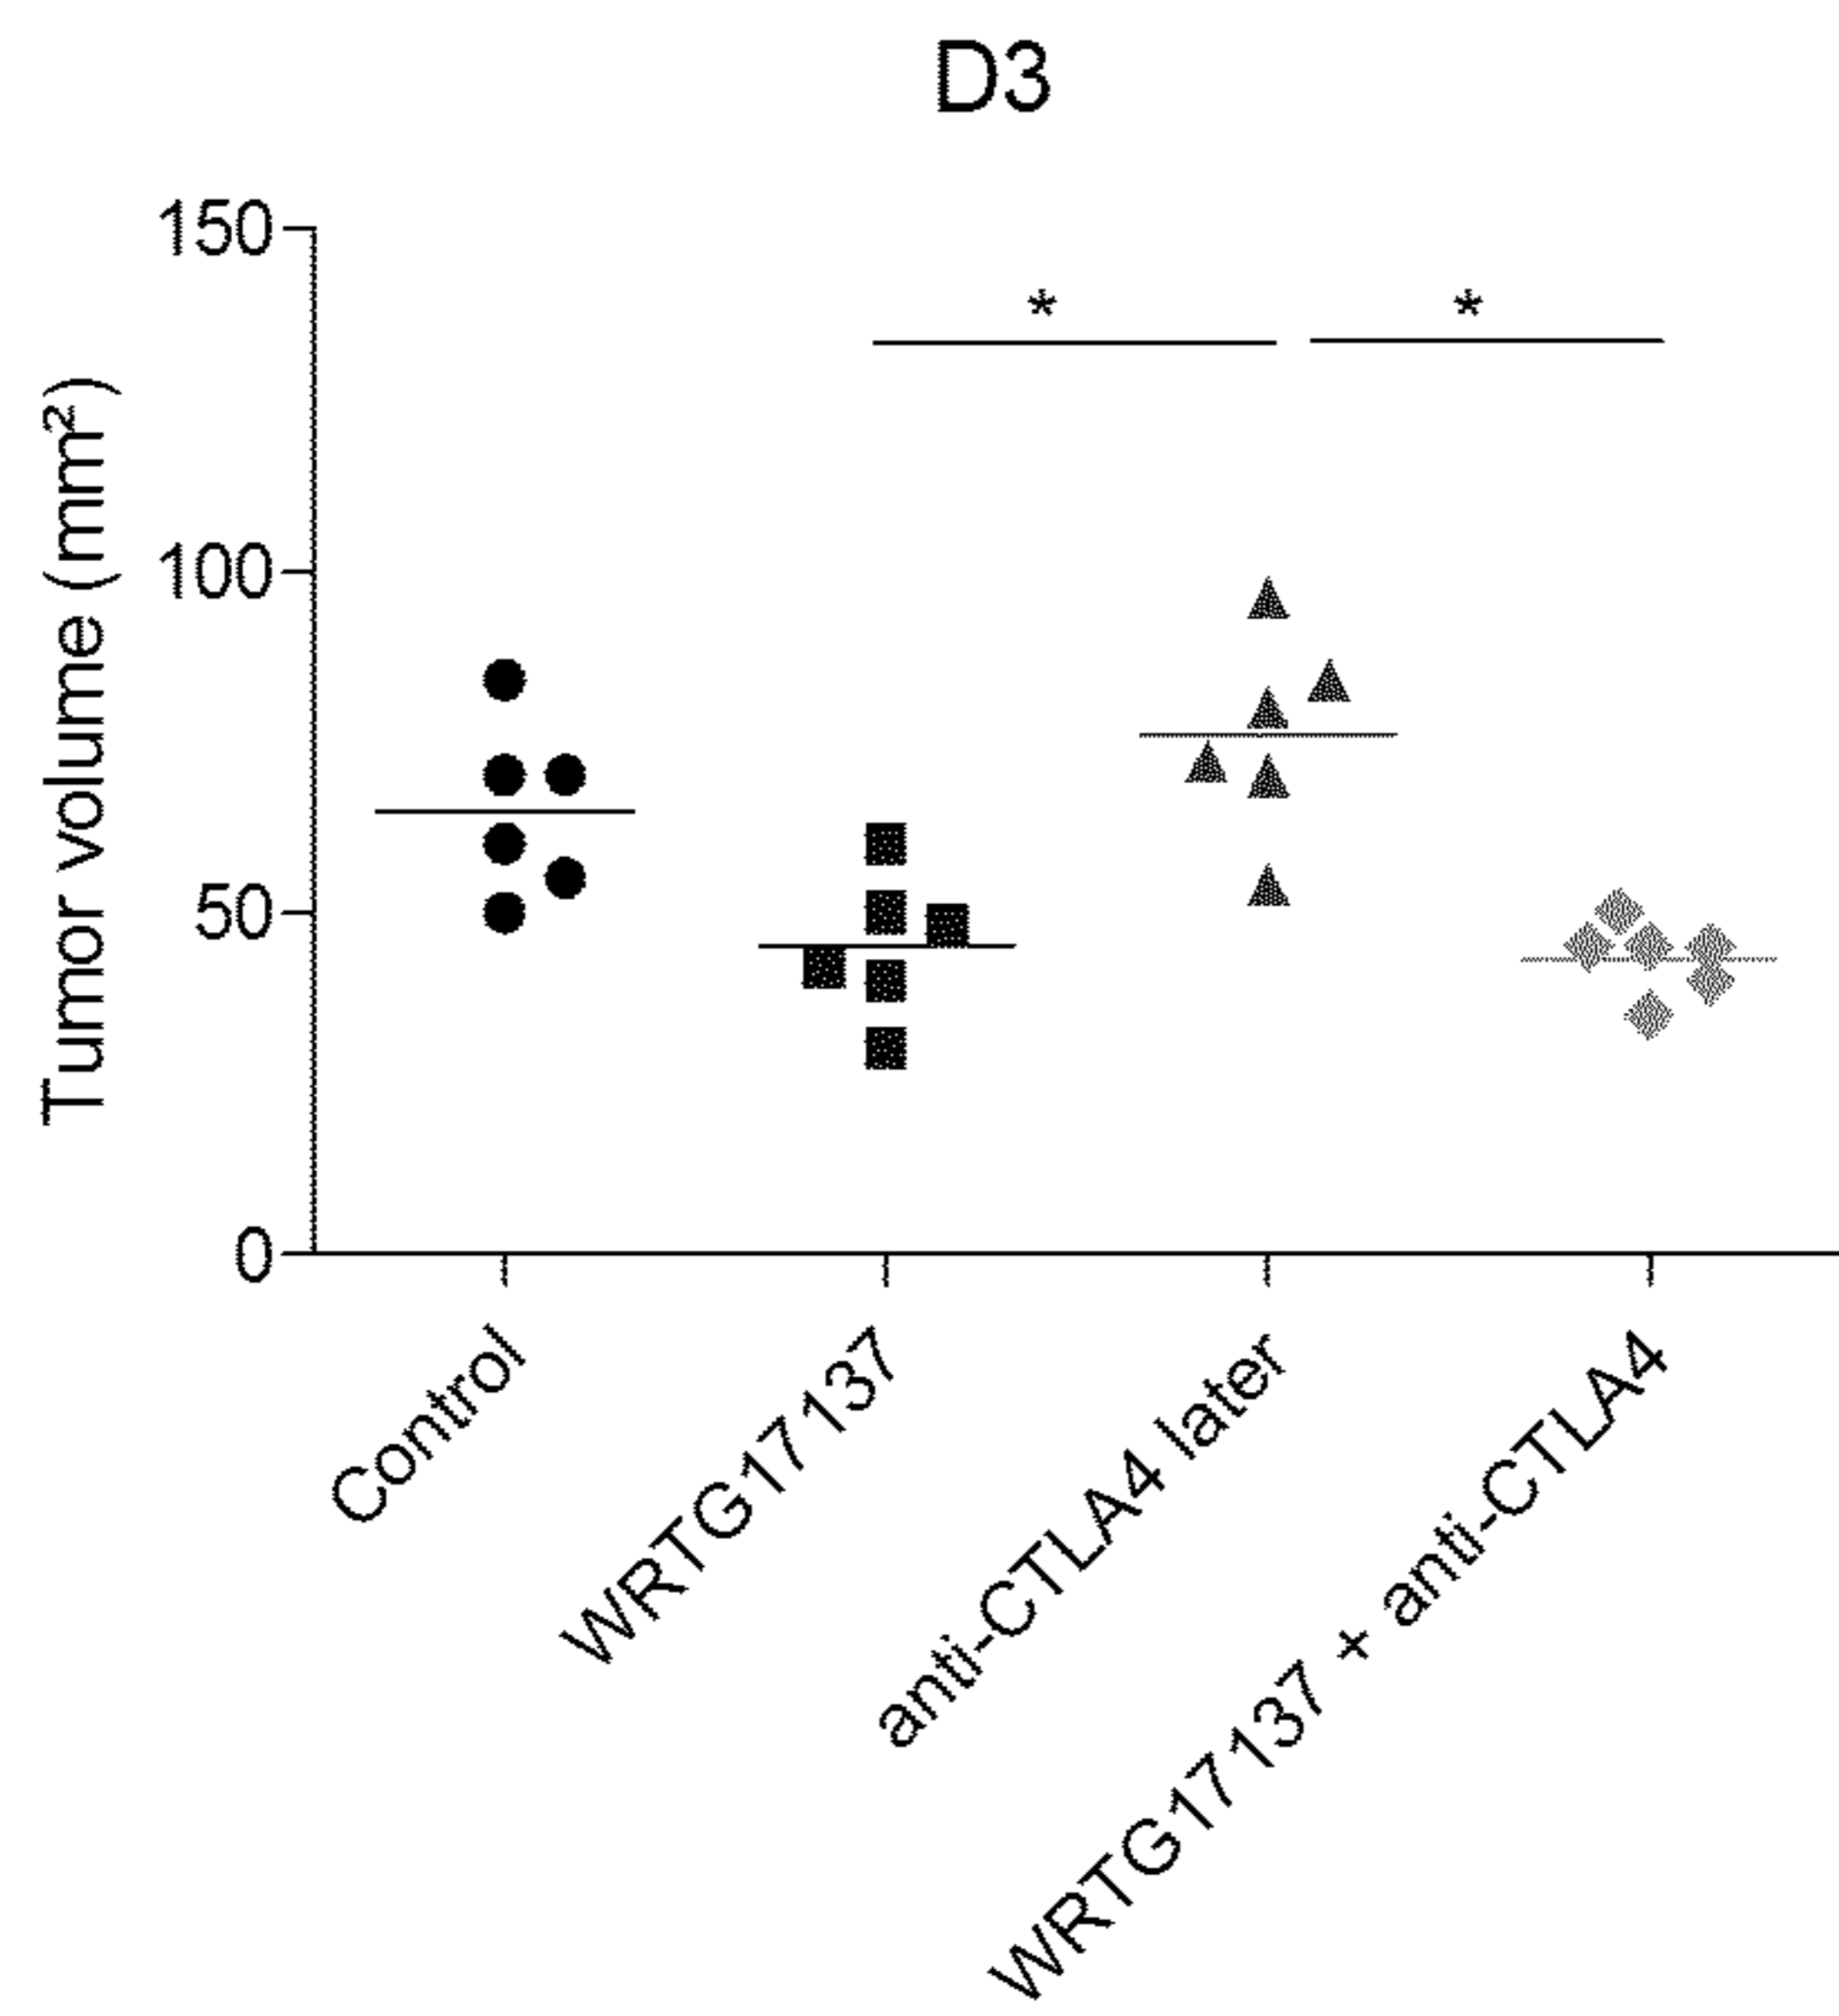 D3
Tumor volume (mm²)
150
100
50
0
*
*
Control
WRTG17137
anti-CTLA4 later
WRTG17137 + anti-CTLA4